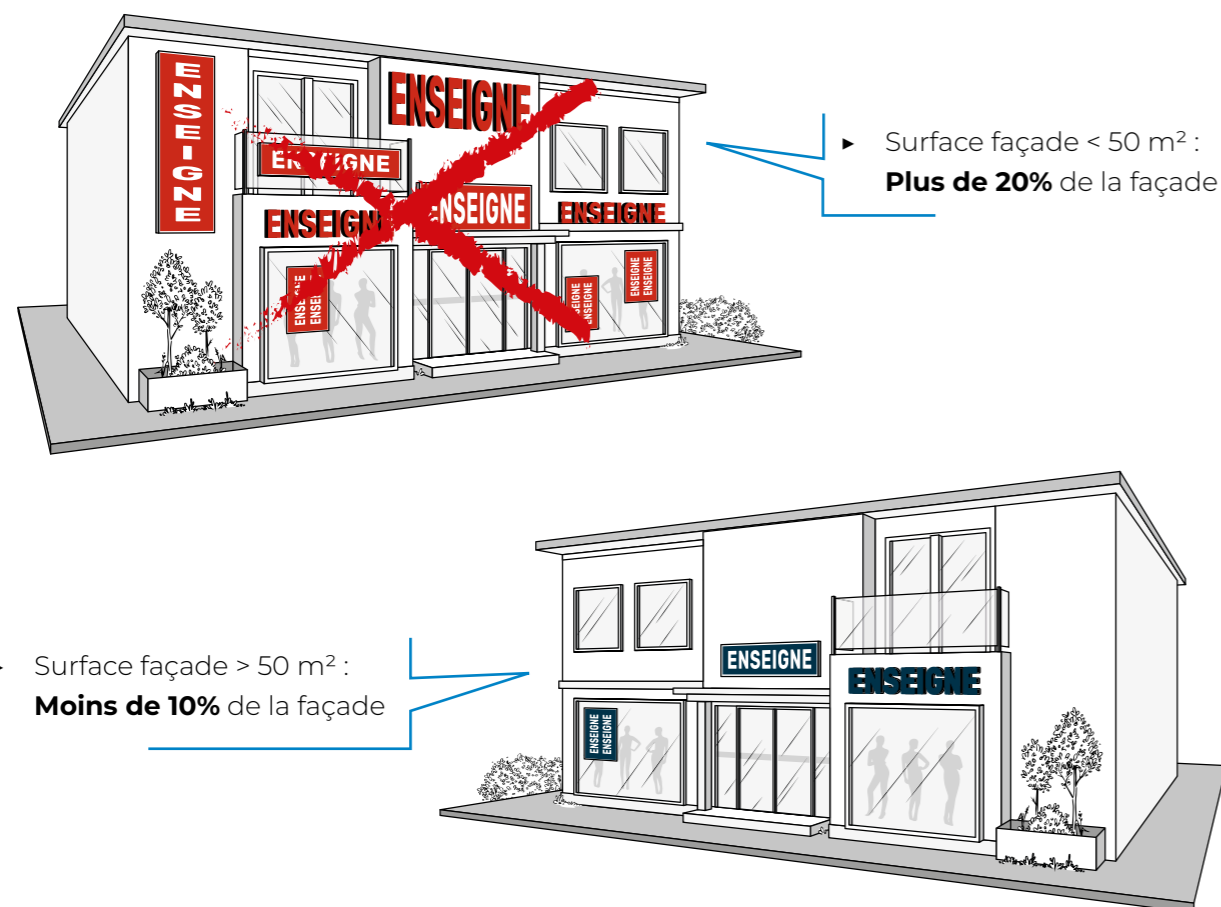 ENSEIGNE
ENSEIGNE
ENSEIGNE
ENSEIGNE
ENSEIGNE
ENSEIGNE
ENSEIGNE
ENSEIGNE
ENSEIGNE
ENSEIGNE
ENSEIGNE
ENSEIGNE
► Surface façade < 50 m² :
Plus de 20% de la façade
► Surface façade > 50 m² :
Moins de 10% de la façade
ENSEIGNE
ENSEIGNE
ENSEIGNE
ENSEIGNE